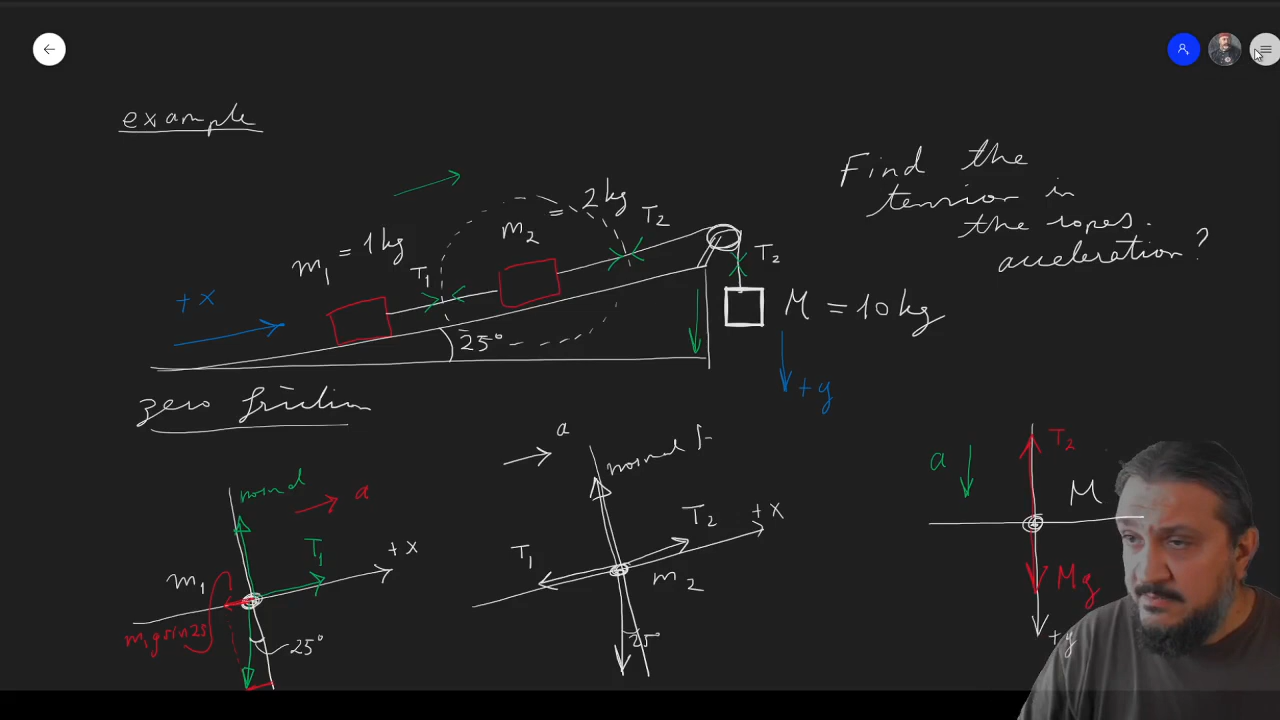 example
Find the
tension in
the ropes.
acceleration?
m1 = 1kg
m2 = 2kg
T1
T2
T2
M = 10kg
+x
25°
+y
zero friction
normal
a
T1
+x
m1
m1gsin25
25°
a
normal f
T2
+x
T1
m2
25°
a
T2
M
Mg
+y